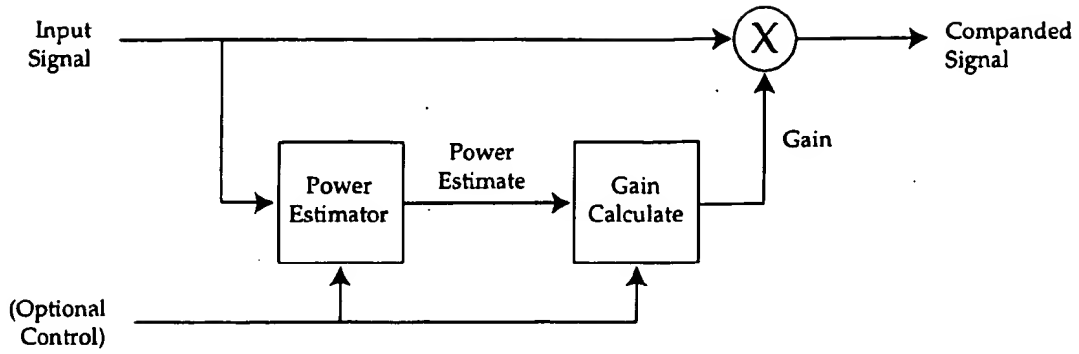 Input
Signal
X
Companded
Signal
Gain
Power
Estimate
Power
Estimator
Gain
Calculate
(Optional
Control)